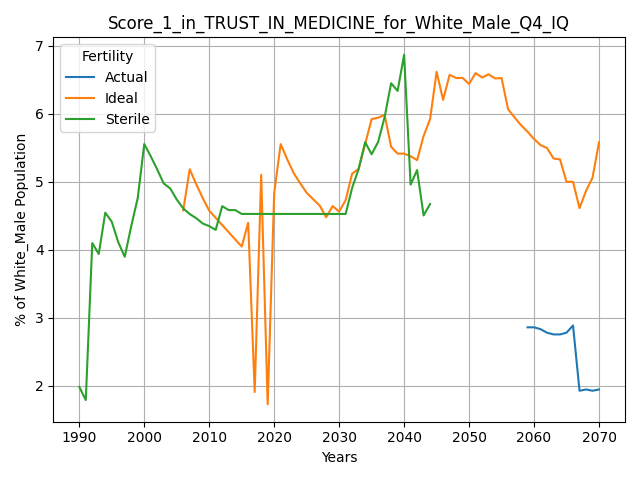 Score_1_in_TRUST_IN_MEDICINE_for_White_Male_Q4_IQ
Fertility
Actual
Ideal
Sterile
% of White_Male Population
7
6
5
4
3
2
1990 2000 2010 2020 2030 2040 2050 2060 2070
Years